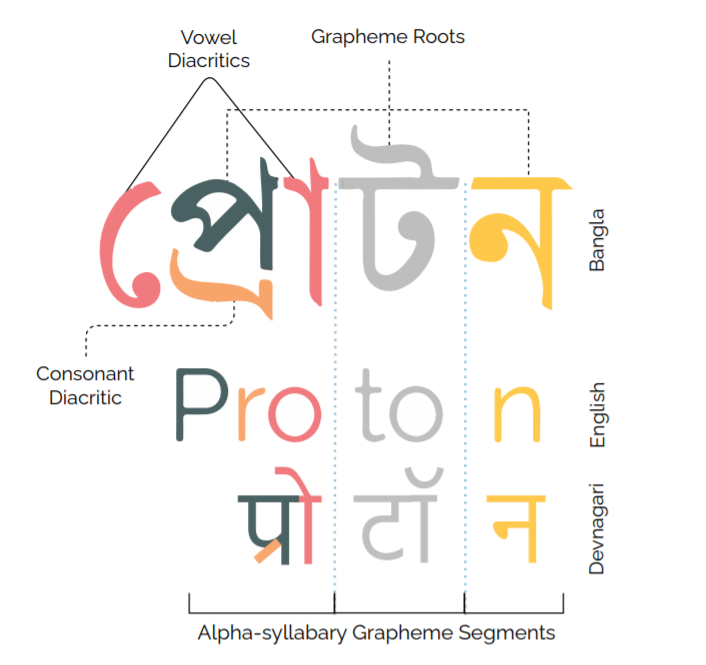 Vowel
Diacritics
Grapheme Roots
প্রোটন
Bangla
Consonant
Diacritic
Proton
English
प्रोटॉन
Devnagari
Alpha-syllabary Grapheme Segments